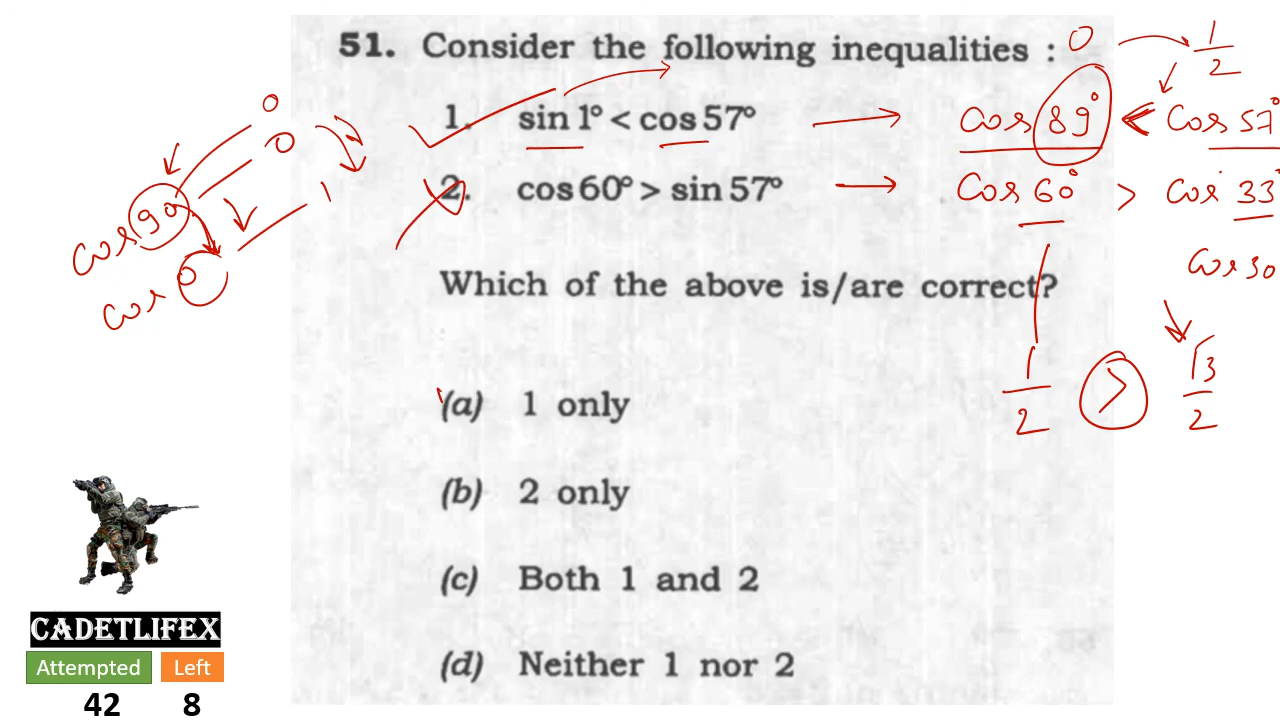 51. Consider the following inequalities :
0 → 1/2
1. sin 1° < cos 57° → cos 89° < cos 57°
2. cos 60° > sin 57° → cos 60° > cos 33°
cos 30
1/2 > √3/2
cos 90 0 0
cos 0 1
Which of the above is/are correct?
(a) 1 only
(b) 2 only
(c) Both 1 and 2
(d) Neither 1 nor 2
CADETLIFEX
Attempted Left
42 8